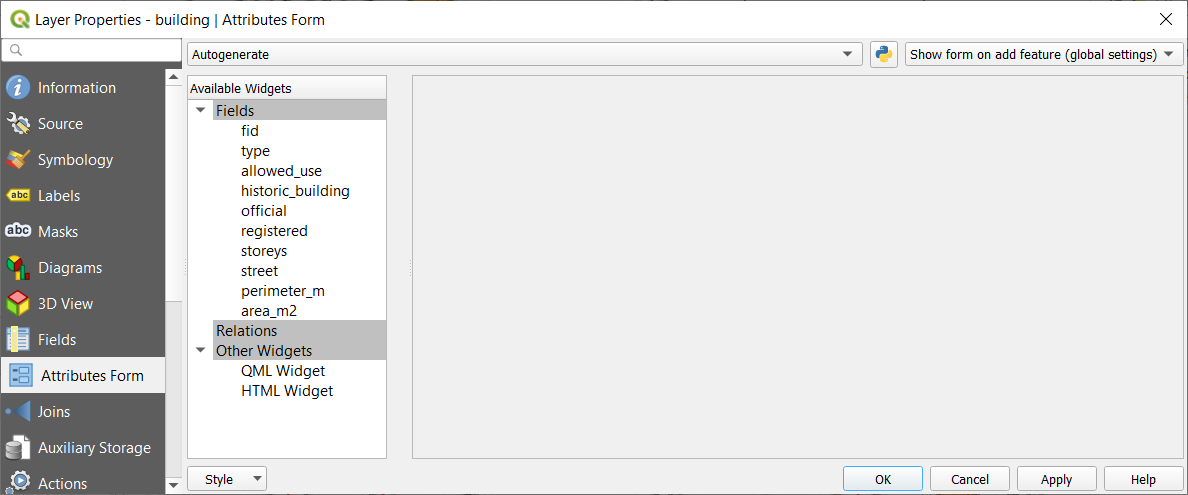 Layer Properties - building | Attributes Form
Autogenerate
Show form on add feature (global settings)
Information
Source
Symbology
abc Labels
abc Masks
Diagrams
3D View
Fields
Attributes Form
Joins
Auxiliary Storage
Actions
Available Widgets
Fields
fid
type
allowed_use
historic_building
official
registered
storeys
street
perimeter_m
area_m2
Relations
Other Widgets
QML Widget
HTML Widget
Style
OK
Cancel
Apply
Help